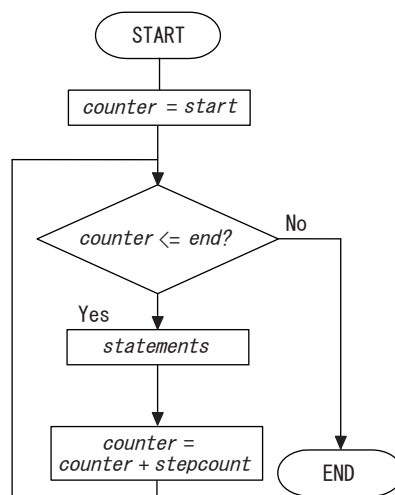 START
counter = start
counter <= end?
No
Yes
statements
counter =
counter + stepcount
END